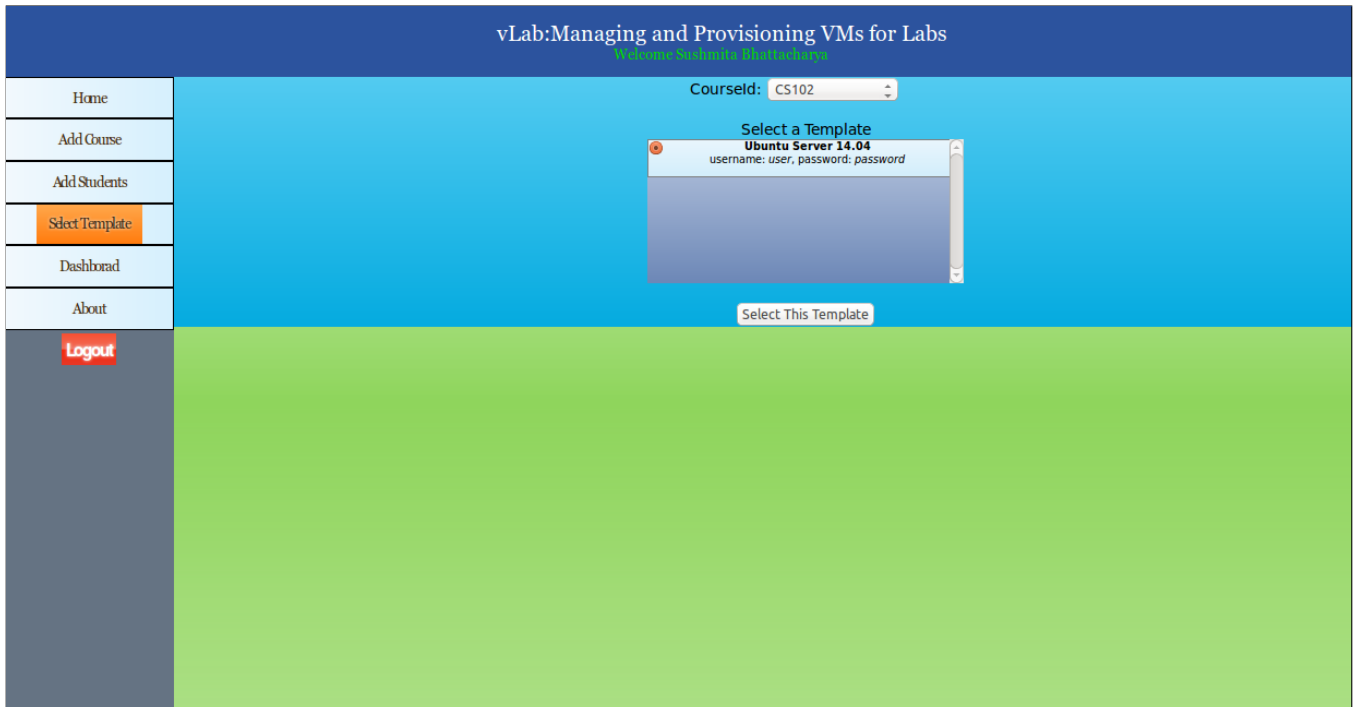 vLab:Managing and Provisioning VMs for Labs
Welcome Sushmita Bhattacharya
Home
Add Course
Add Students
Select Template
Dashborad
About
Logout
CourseId: CS102
Select a Template
Ubuntu Server 14.04
username: user, password: password
Select This Template